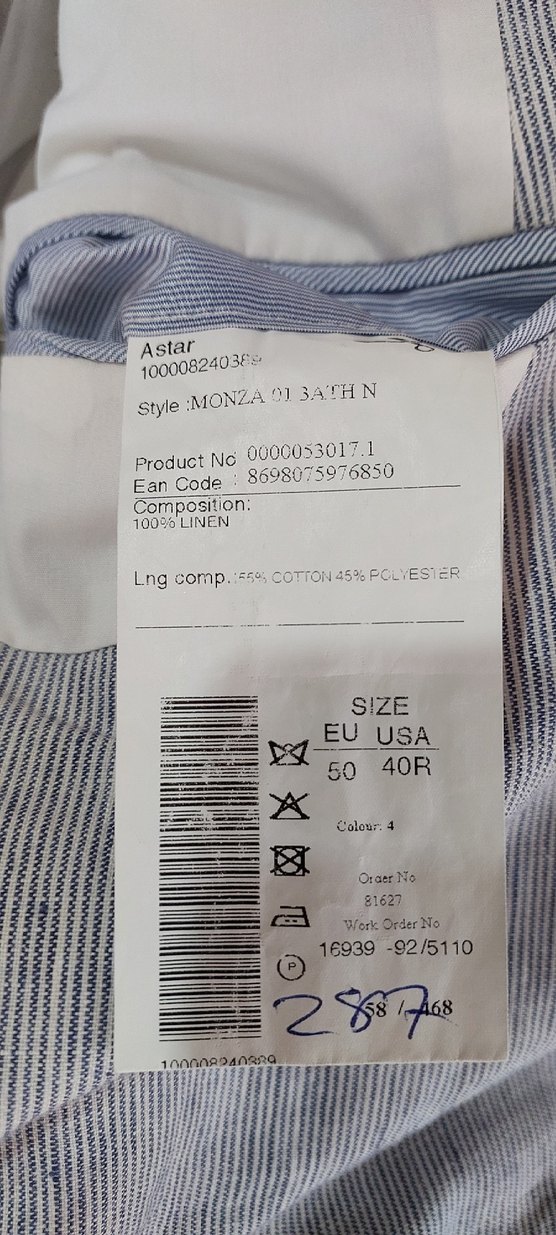 Astar
100008240389
Style :MONZA 01 3ATH N
Product No 0000053017.1
Ean Code : 8698075976850
Composition:
100% LINEN
Lng comp.:55% COTTON 45% POLYESTER
SIZE
EU USA
50 40R
Colour: 4
Order No
81627
Work Order No
16939 -92/5110
P
58 / 468
287
100008240389